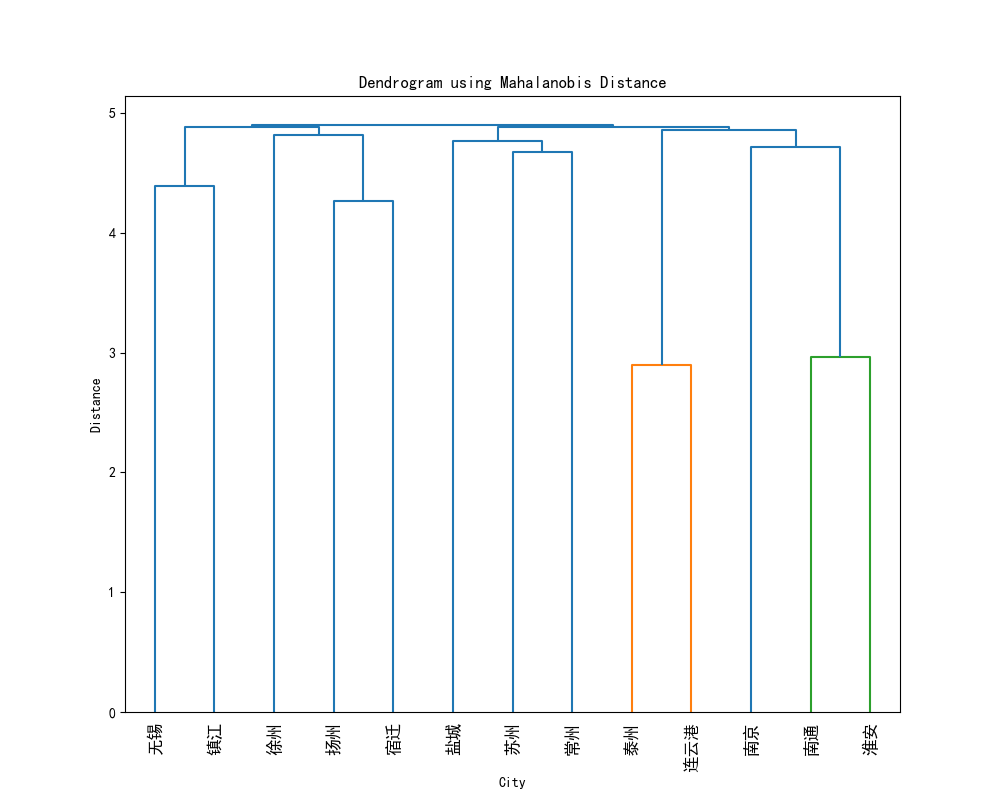 Dendrogram using Mahalanobis Distance
5
4
3
2
1
0
Distance
无锡
镇江
徐州
扬州
宿迁
盐城
苏州
常州
泰州
连云港
南京
南通
淮安
City